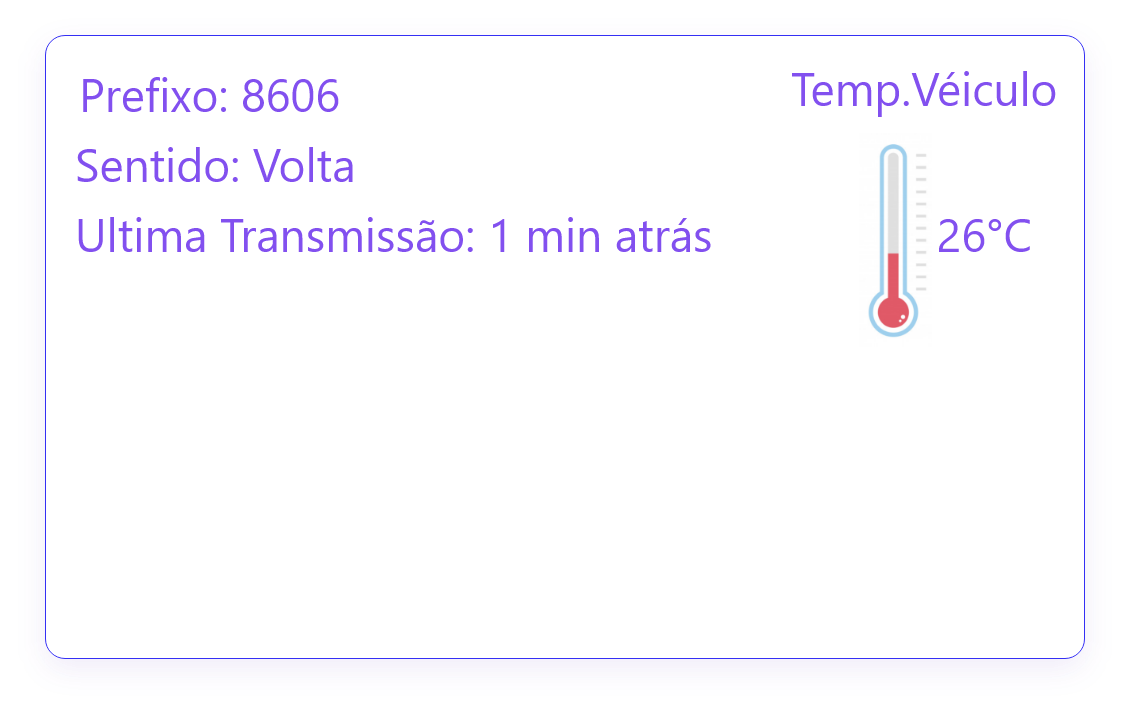 Prefixo: 8606
Temp.Véiculo
Sentido: Volta
Ultima Transmissão: 1 min atrás
26°C